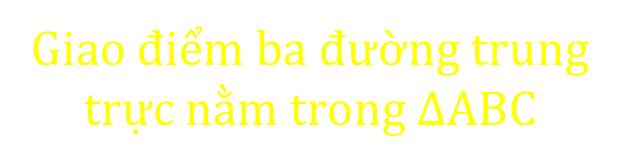 Giao điểm ba đường trung
trực nằm trong ΔABC